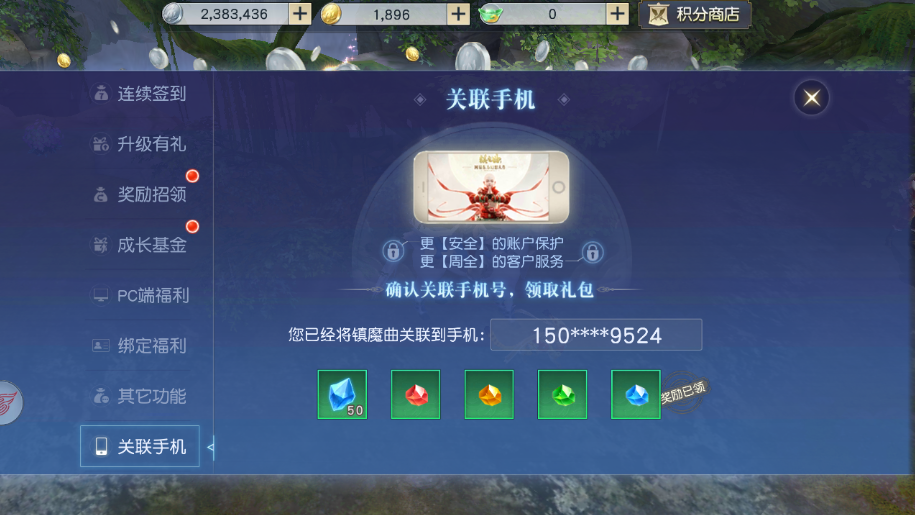 2,383,436
1,896
0
积分商店
连续签到
升级有礼
奖励招领
成长基金
PC端福利
绑定福利
其它功能
关联手机
关联手机
更【安全】的账户保护
更【周全】的客户服务
确认关联手机号，领取礼包
您已经将镇魔曲关联到手机：
150****9524
50
奖励已领